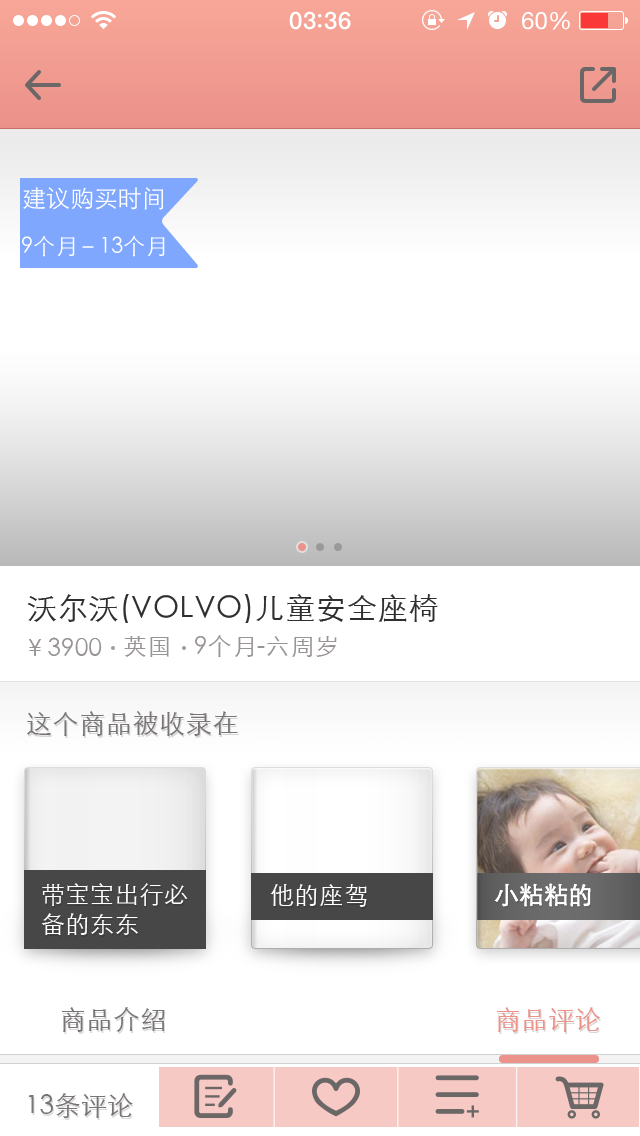 03:36
60%
建议购买时间
9个月–13个月
沃尔沃(VOLVO)儿童安全座椅
¥3900·英国·9个月-六周岁
这个商品被收录在
带宝宝出行必
备的东东
他的座驾
小粘粘的
商品介绍
商品评论
13条评论